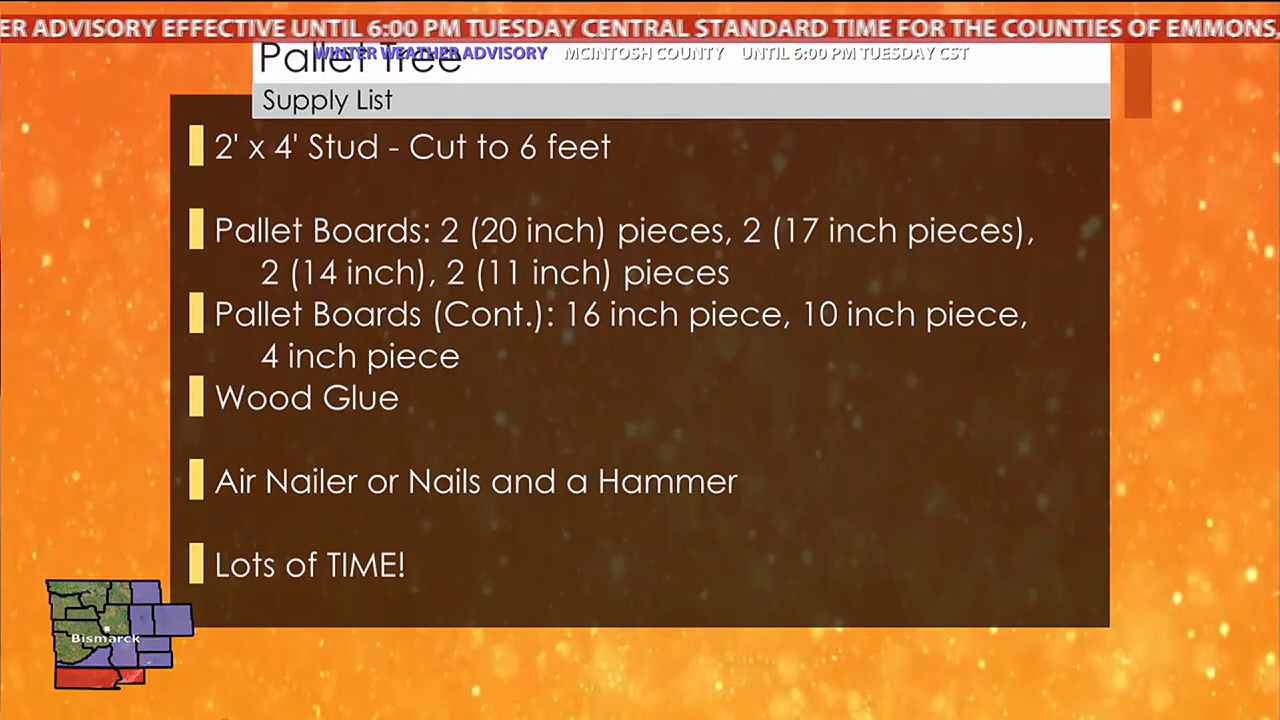 ER ADVISORY EFFECTIVE UNTIL 6:00 PM TUESDAY CENTRAL STANDARD TIME FOR THE COUNTIES OF EMMONS,
WINTER WEATHER ADVISORY MCINTOSH COUNTY UNTIL 6:00 PM TUESDAY CST
Pallet Tree
Supply List
2' x 4' Stud - Cut to 6 feet
Pallet Boards: 2 (20 inch) pieces, 2 (17 inch pieces),
2 (14 inch), 2 (11 inch) pieces
Pallet Boards (Cont.): 16 inch piece, 10 inch piece,
4 inch piece
Wood Glue
Air Nailer or Nails and a Hammer
Lots of TIME!
Bismarck